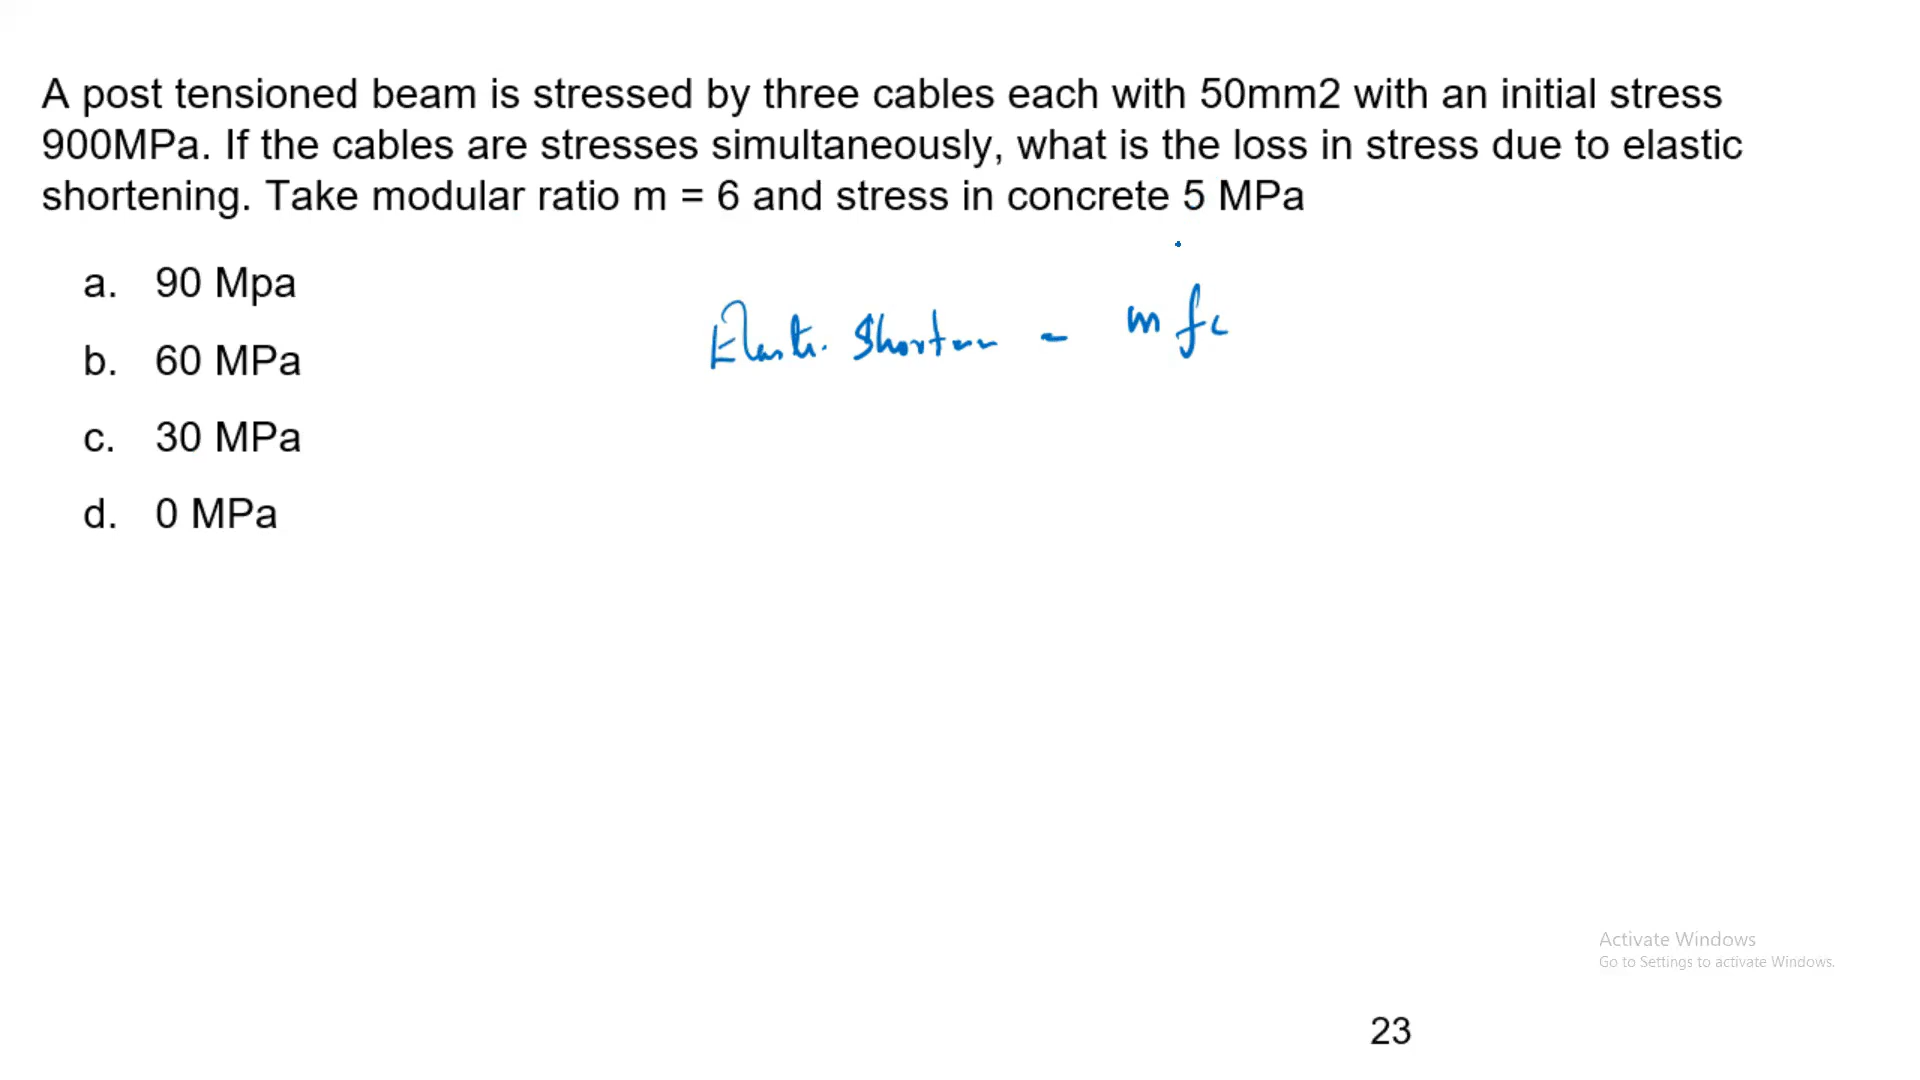 A post tensioned beam is stressed by three cables each with 50mm2 with an initial stress
900MPa. If the cables are stresses simultaneously, what is the loss in stress due to elastic
shortening. Take modular ratio m = 6 and stress in concrete 5 MPa
a. 90 Mpa
b. 60 MPa
c. 30 MPa
d. 0 MPa
m fc
Activate Windows
Go to Settings to activate Windows.
23